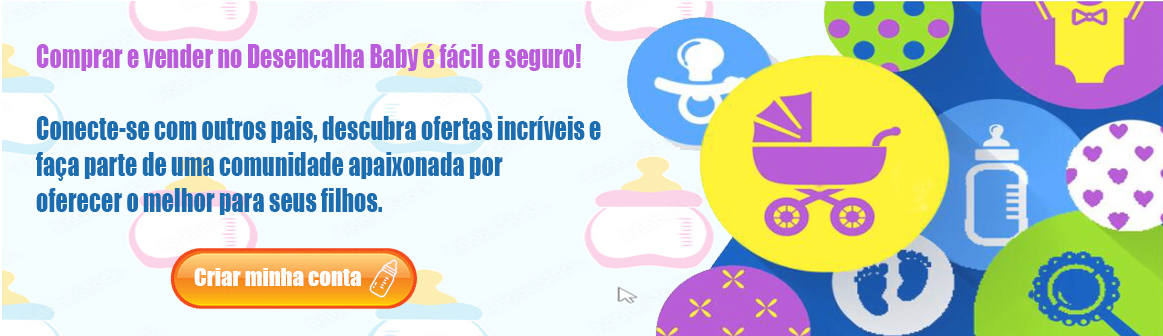 Comprar e vender no Desencalha Baby é fácil e seguro!
Conecte-se com outros pais, descubra ofertas incríveis e
faça parte de uma comunidade apaixonada por
oferecer o melhor para seus filhos.
Criar minha conta